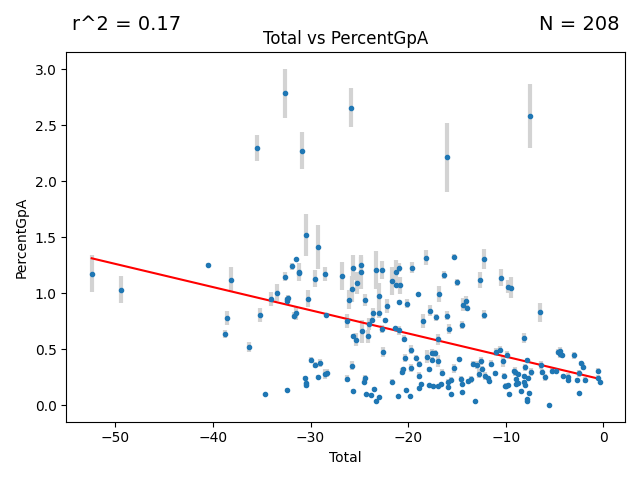 r^2 = 0.17
N = 208
Total vs PercentGpA
PercentGpA
3.0
2.5
2.0
1.5
1.0
0.5
0.0
−50
−40
−30
−20
−10
0
Total